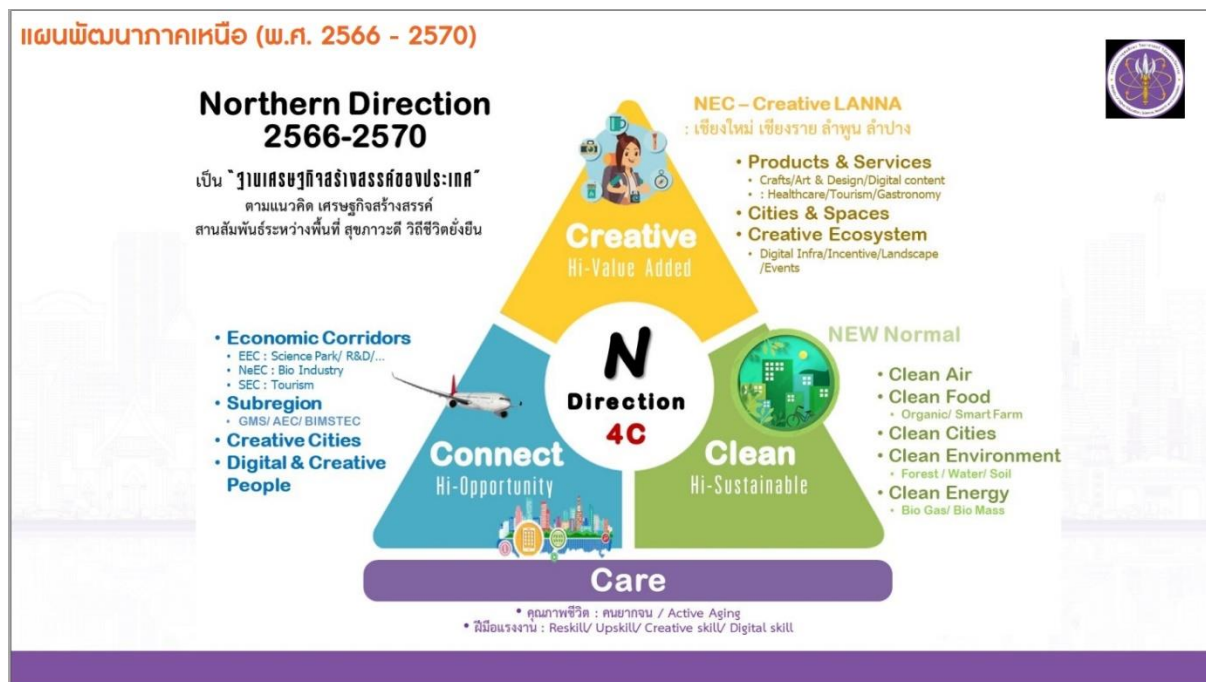 แผนพัฒนาภาคเหนือ (พ.ศ. 2566 - 2570)
Northern Direction
2566-2570
เป็น "ฐานเศรษฐกิจสร้างสรรค์ของประเทศ"
ตามแนวคิด เศรษฐกิจสร้างสรรค์
สานสัมพันธ์ระหว่างพื้นที่ สุขภาวะดี วิถีชีวิตยั่งยืน
NEC – Creative LANNA
: เชียงใหม่ เชียงราย ลำพูน ลำปาง
• Products & Services
• Crafts/Art & Design/Digital content
• : Healthcare/Tourism/Gastronomy
• Cities & Spaces
• Creative Ecosystem
• Digital Infra/Incentive/Landscape
/Events
Creative
Hi-Value Added
N
Direction
4C
• Economic Corridors
• EEC : Science Park/ R&D/...
• NeEC : Bio Industry
• SEC : Tourism
• Subregion
• GMS/ AEC/ BIMSTEC
• Creative Cities
• Digital & Creative
People
Connect
Hi-Opportunity
Clean
Hi-Sustainable
NEW Normal
• Clean Air
• Clean Food
• Organic/ Smart Farm
• Clean Cities
• Clean Environment
• Forest / Water/ Soil
• Clean Energy
• Bio Gas/ Bio Mass
Care
• คุณภาพชีวิต : คนยากจน / Active Aging
• ฝีมือแรงงาน : Reskill/ Upskill/ Creative skill/ Digital skill